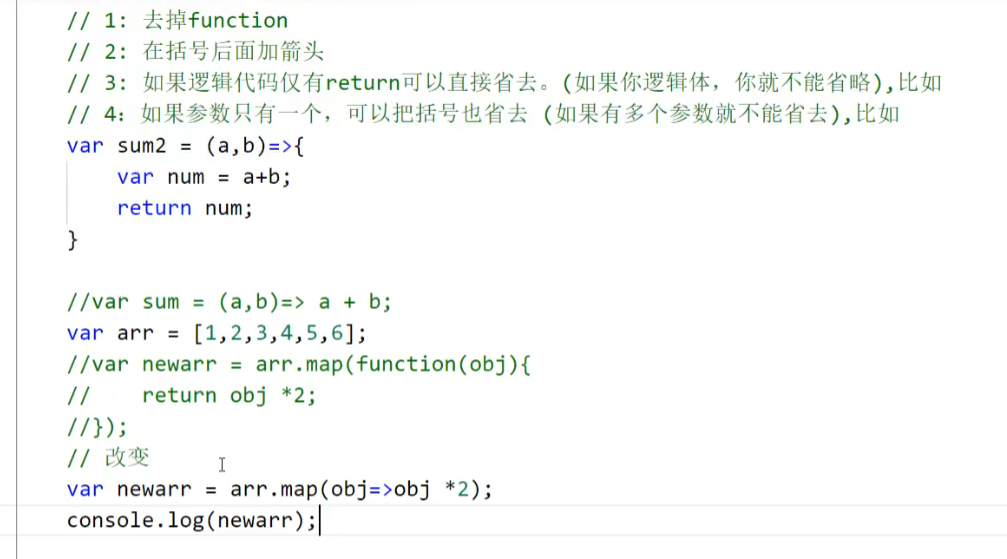 // 1: 去掉function
// 2: 在括号后面加箭头
// 3: 如果逻辑代码仅有return可以直接省去。(如果你逻辑体，你就不能省略),比如
// 4：如果参数只有一个，可以把括号也省去 (如果有多个参数就不能省去),比如
var sum2 = (a,b)=>{
    var num = a+b;
    return num;
}
//var sum = (a,b)=> a + b;
var arr = [1,2,3,4,5,6];
//var newarr = arr.map(function(obj){
//    return obj *2;
//});
// 改变
var newarr = arr.map(obj=>obj *2);
console.log(newarr);